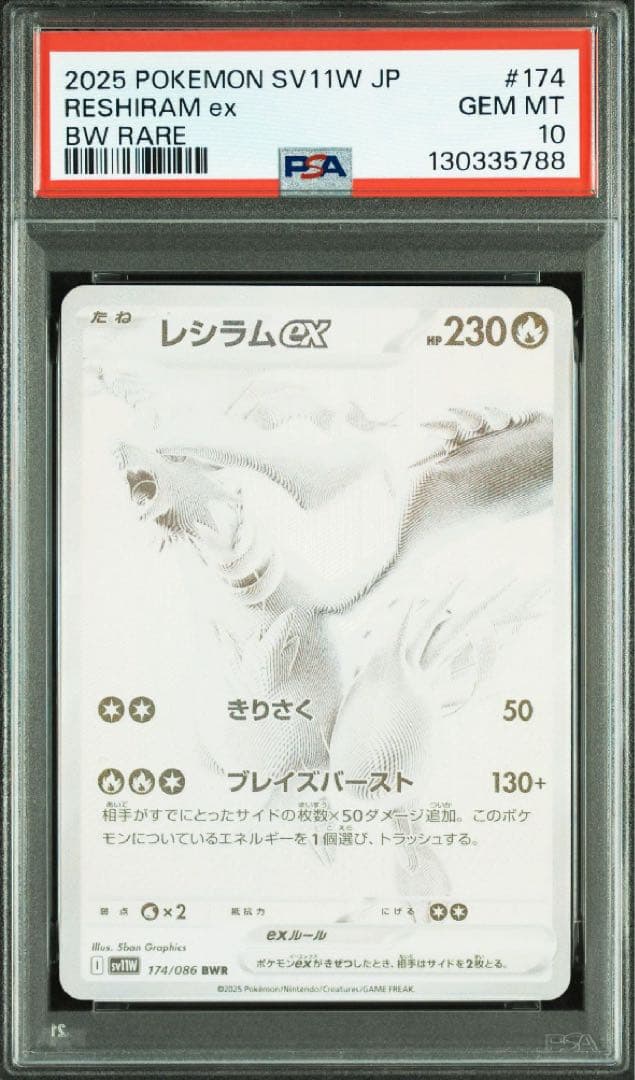 2025 POKEMON SV11W JP #174
RESHIRAM ex GEM MT
BW RARE 10
PSA 130335788
たね レシラムex HP230
きりさく 50
ブレイズバースト 130+
相手がすでにとったサイドの枚数×50ダメージ追加。このポケ
モンについているエネルギーを1個選び、トラッシュする。
弱点 ×2 抵抗力 にげる
exルール
Illus. 5ban Graphics
ポケモンexがきぜつしたとき、相手はサイドを2枚とる。
I sv11W 174/086 BWR
©2025 Pokémon/Nintendo/Creatures/GAME FREAK.
PSA